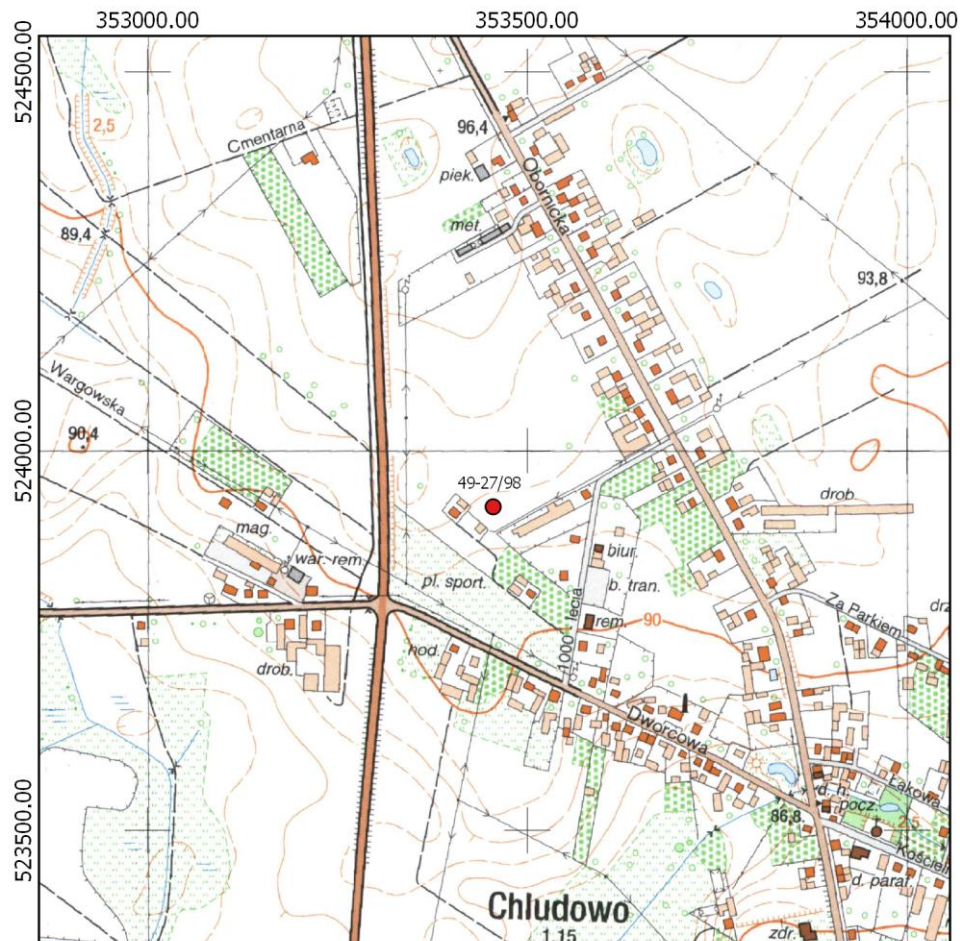 353000.00
353500.00
354000.00
524500.00
2,5
Cmentarna
96,4
piek.
Obornicka
met.
89,4
93,8
Wargowska
90,4
524000.00
49-27/98
drob.
mag.
war.-rem.
biur.
pl. sport.
b. tran.
1000 - lecia
rem.
90
Za Parkiem
drz
hod.
drob.
Dworcowa
d. h.
pocz.
Łąkowa
86,8
2,5
523500.00
Kościeln
d. paraf.
Chludowo
1,15
zdr.